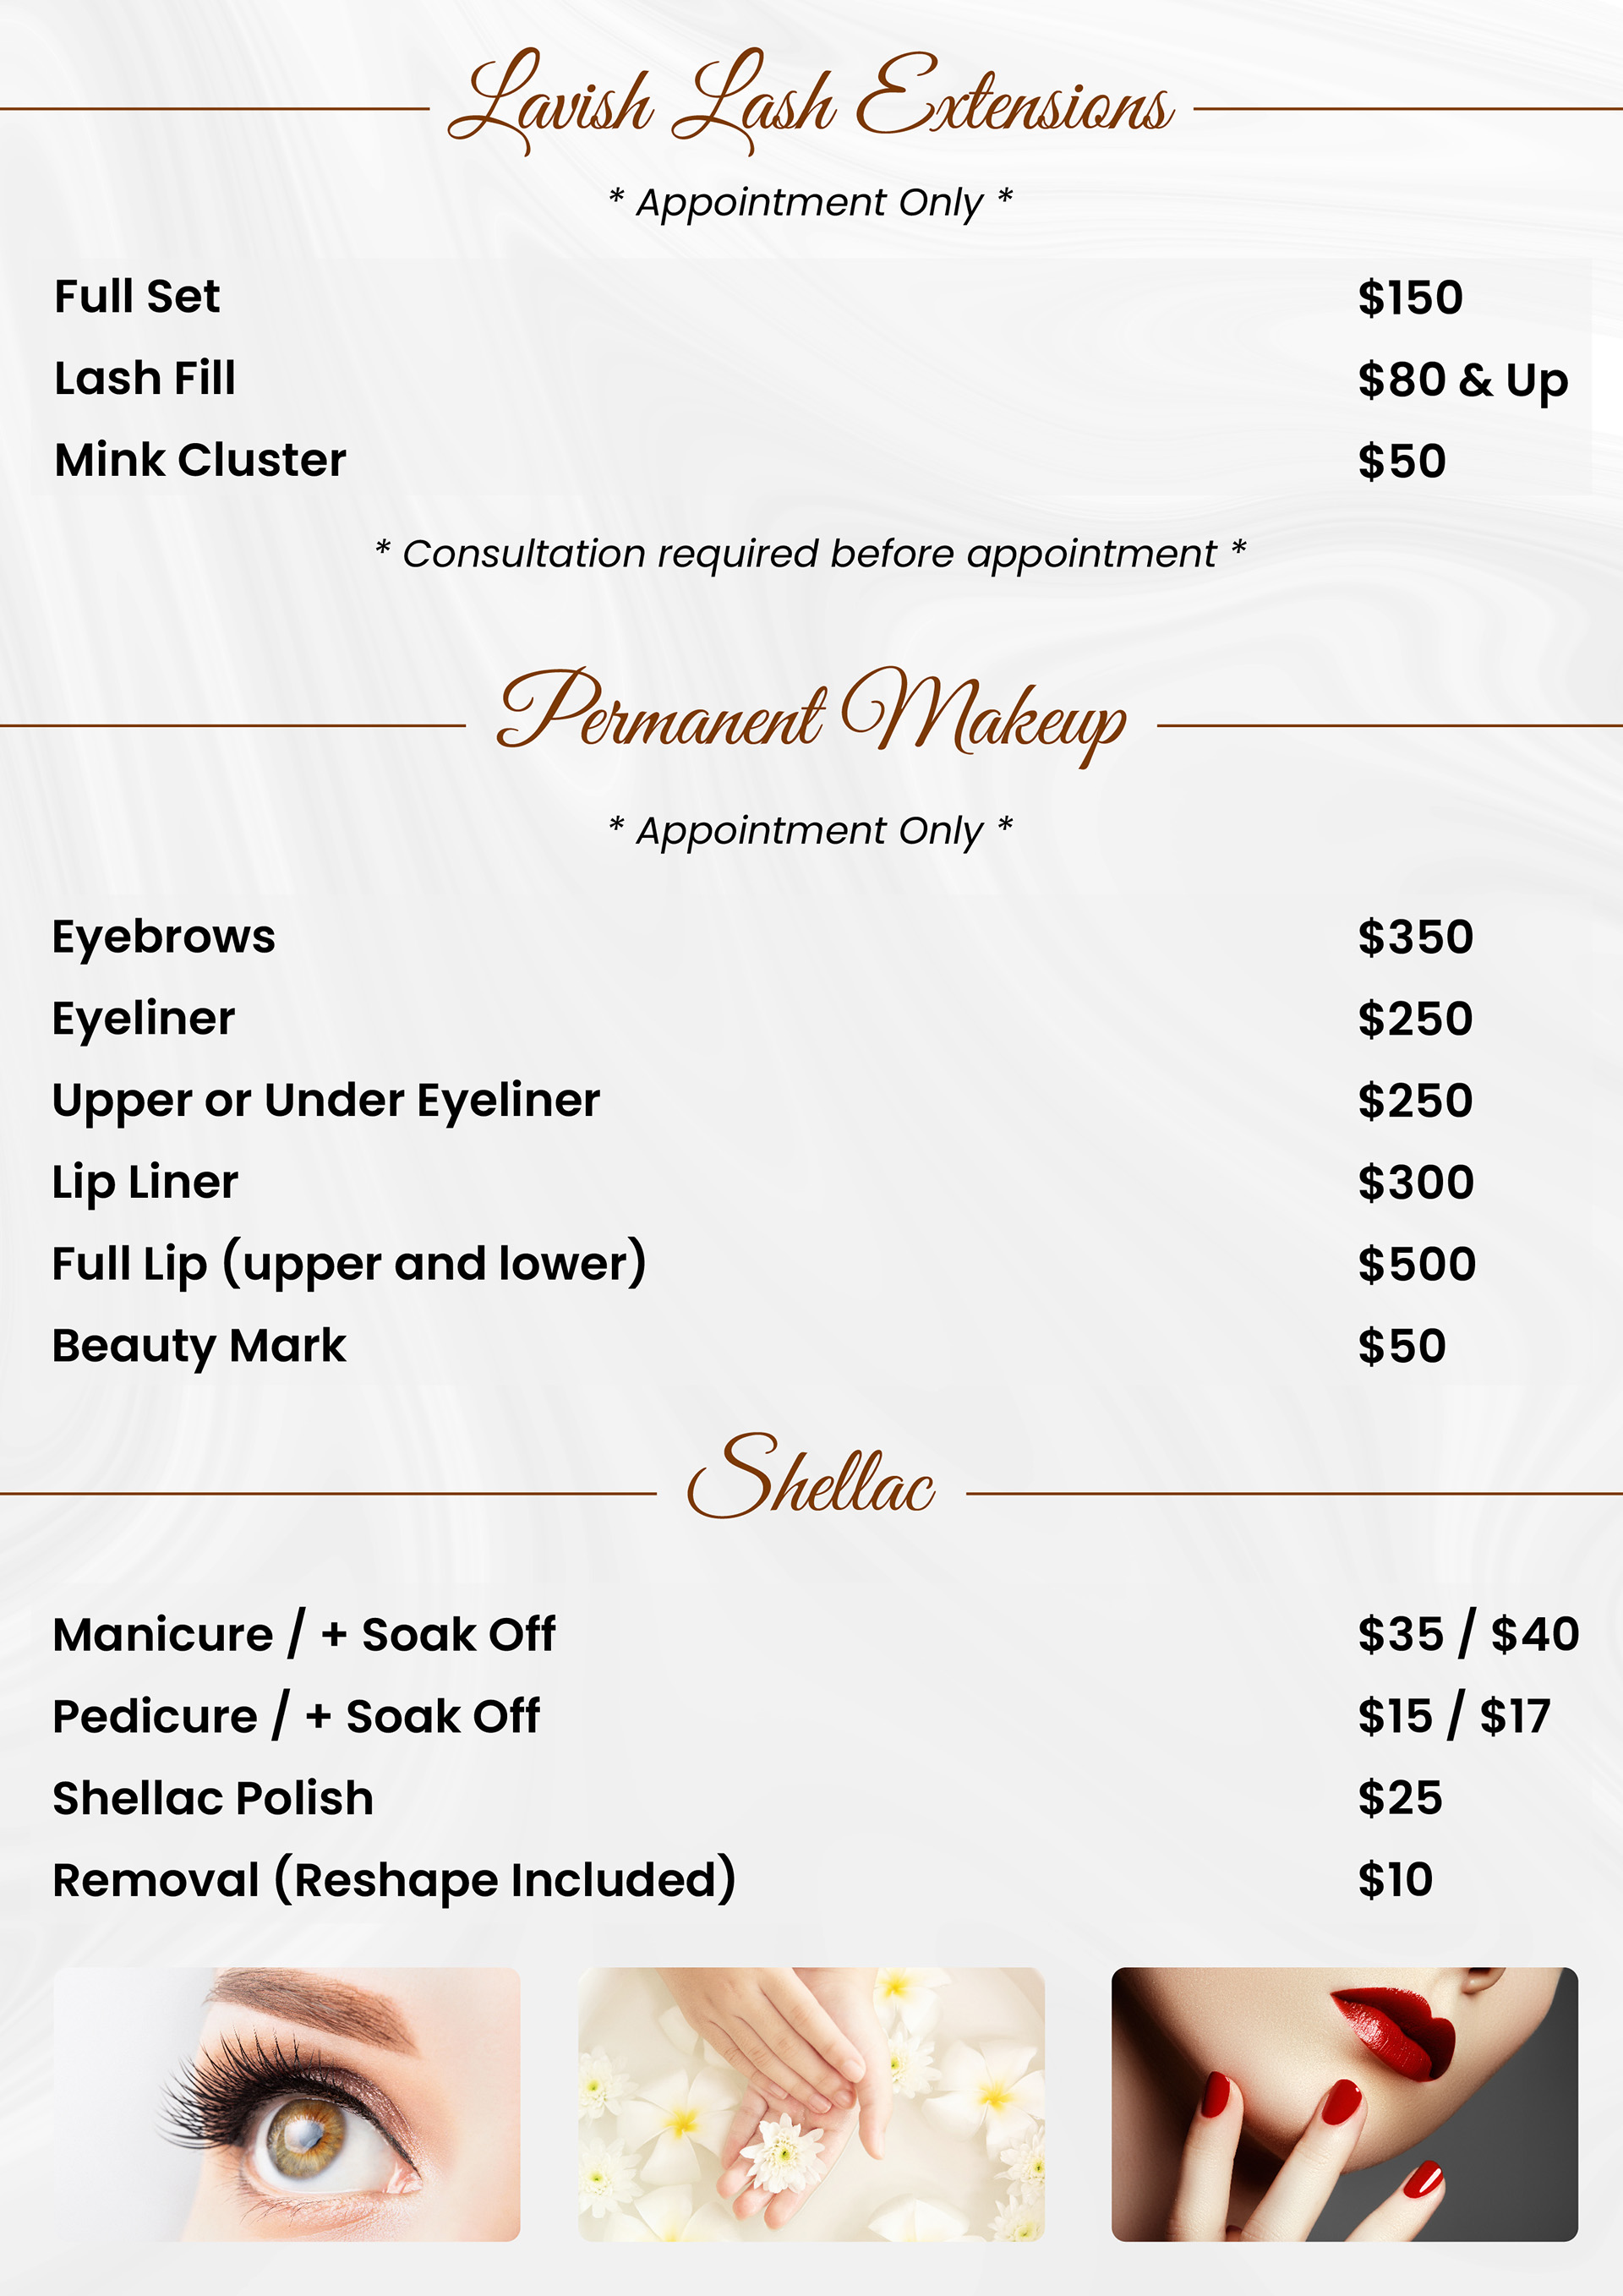 Lavish Lash Extensions
* Appointment Only *
Full Set $150
Lash Fill $80 & Up
Mink Cluster $50
* Consultation required before appointment *
Permanent Makeup
* Appointment Only *
Eyebrows $350
Eyeliner $250
Upper or Under Eyeliner $250
Lip Liner $300
Full Lip (upper and lower) $500
Beauty Mark $50
Shellac
Manicure / + Soak Off $35 / $40
Pedicure / + Soak Off $15 / $17
Shellac Polish $25
Removal (Reshape Included) $10